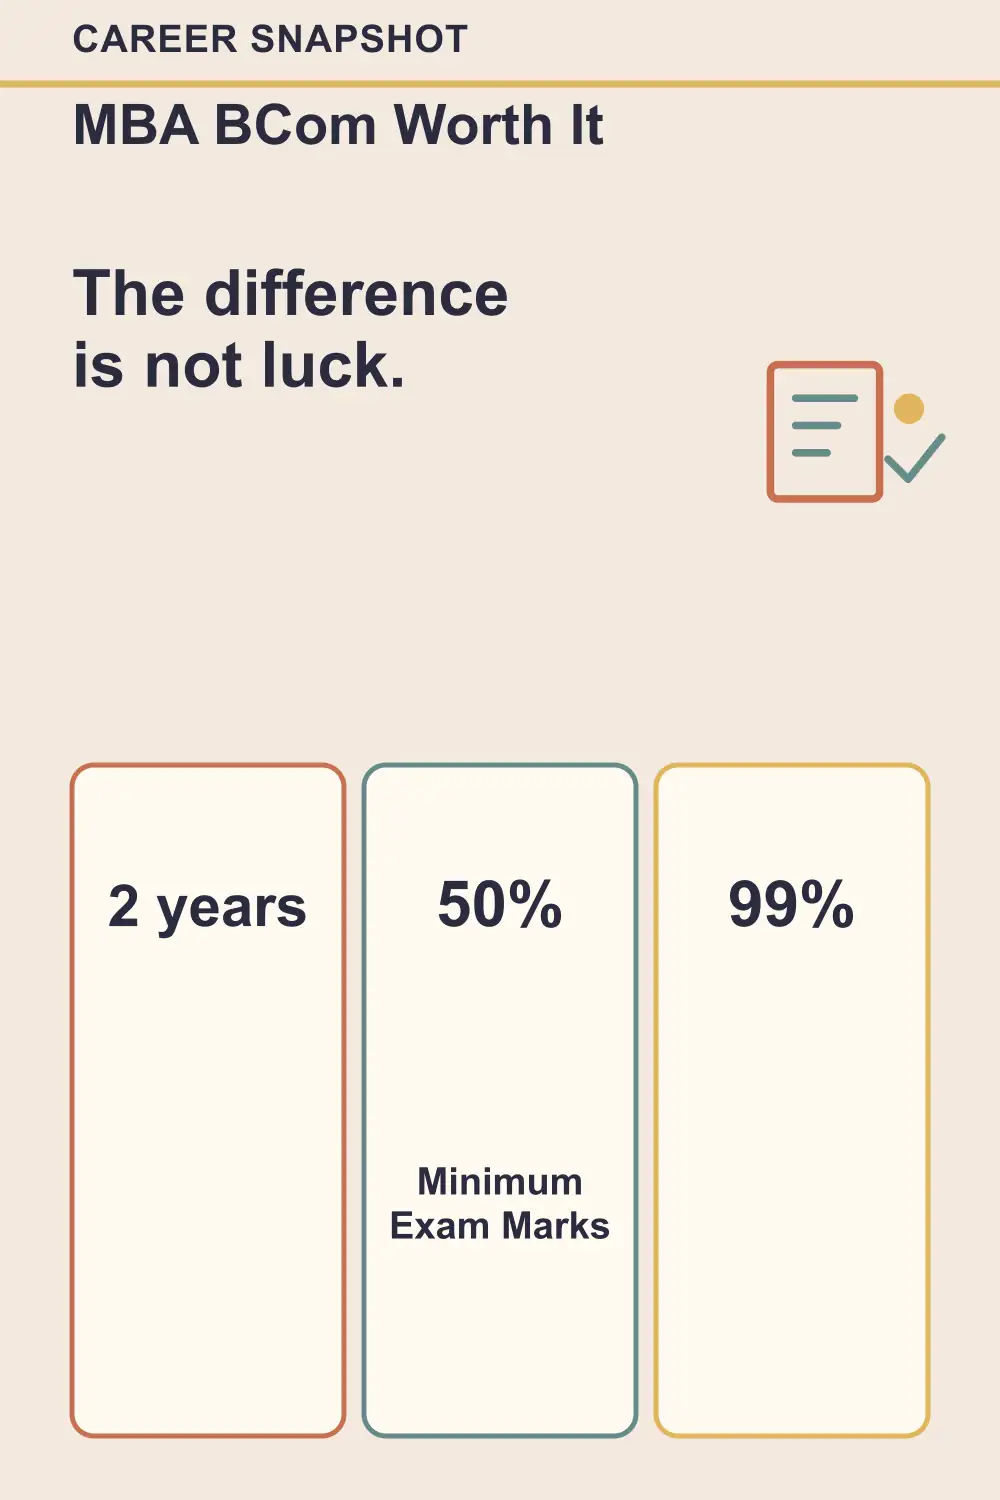 CAREER SNAPSHOT
MBA BCom Worth It
The difference
is not luck.
2 years
50%
99%
Minimum
Exam Marks